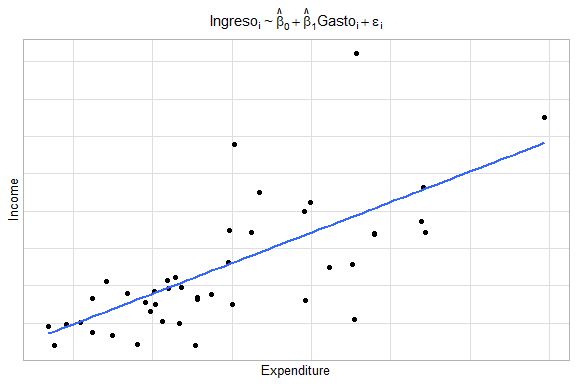 Ingresoᵢ ~ β̂₀ + β̂₁Gastoᵢ + εᵢ
Income
Expenditure